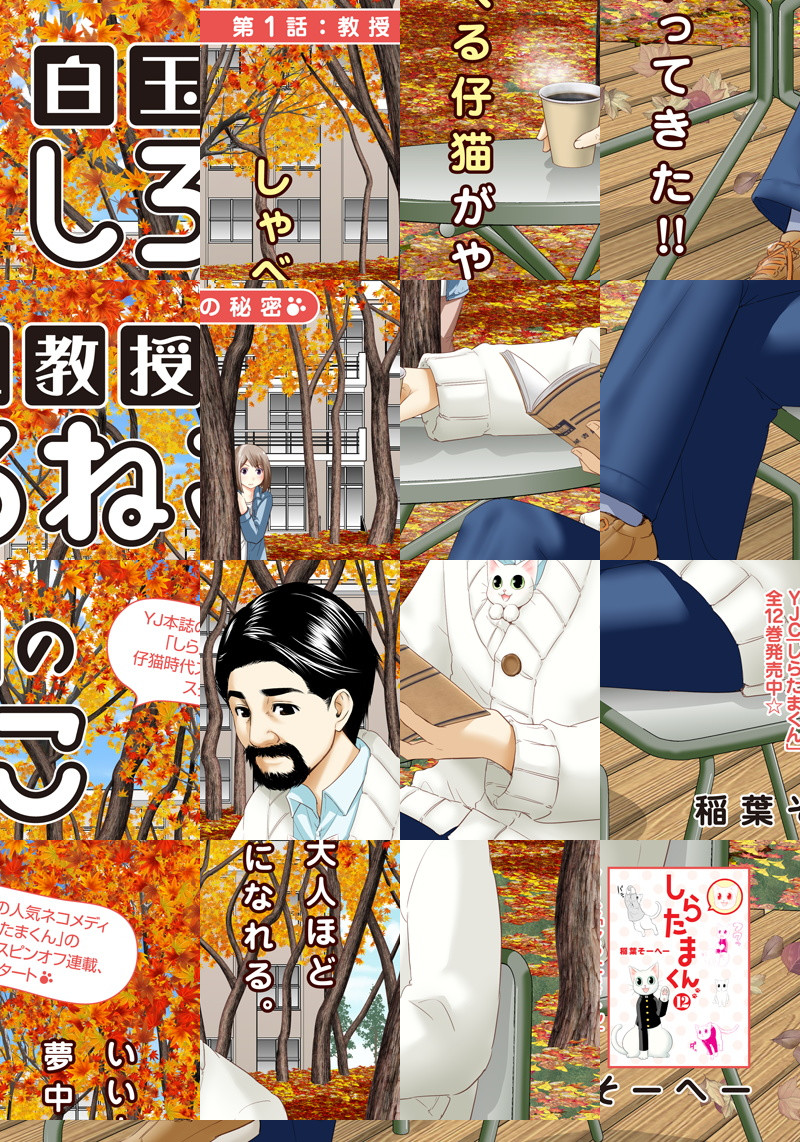 白玉
しろ
第1話：教授
しゃべ
る仔猫がや
ってきた!!
教授
ろね
の秘密
の
こ
YJ本誌の
「しら
仔猫時代
ス
YJC「しらたまくん」
全12巻発売中☆
稲葉そ
の人気ネコメディ
たまくん」の
スピンオフ連載、
タート
いい
夢中
大人ほど
になれる。
しらたまくん
12
稲葉そーへー
そーへー